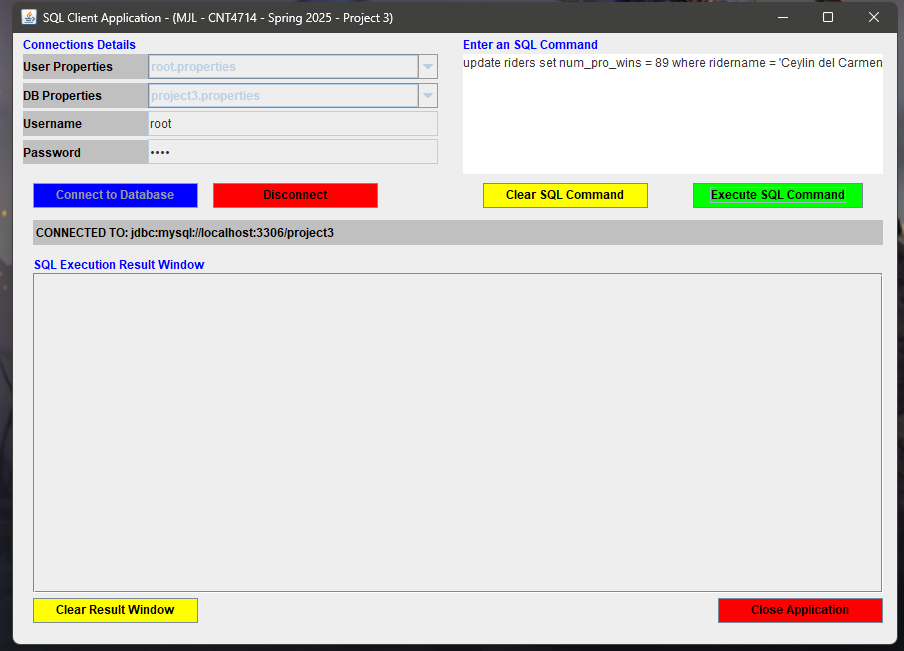 SQL Client Application - (MJL - CNT4714 - Spring 2025 - Project 3)
Connections Details
User Properties root.properties
DB Properties project3.properties
Username root
Password ••••
Connect to Database Disconnect
Enter an SQL Command
update riders set num_pro_wins = 89 where ridername = 'Ceylin del Carmen
Clear SQL Command Execute SQL Command
CONNECTED TO: jdbc:mysql://localhost:3306/project3
SQL Execution Result Window
Clear Result Window Close Application